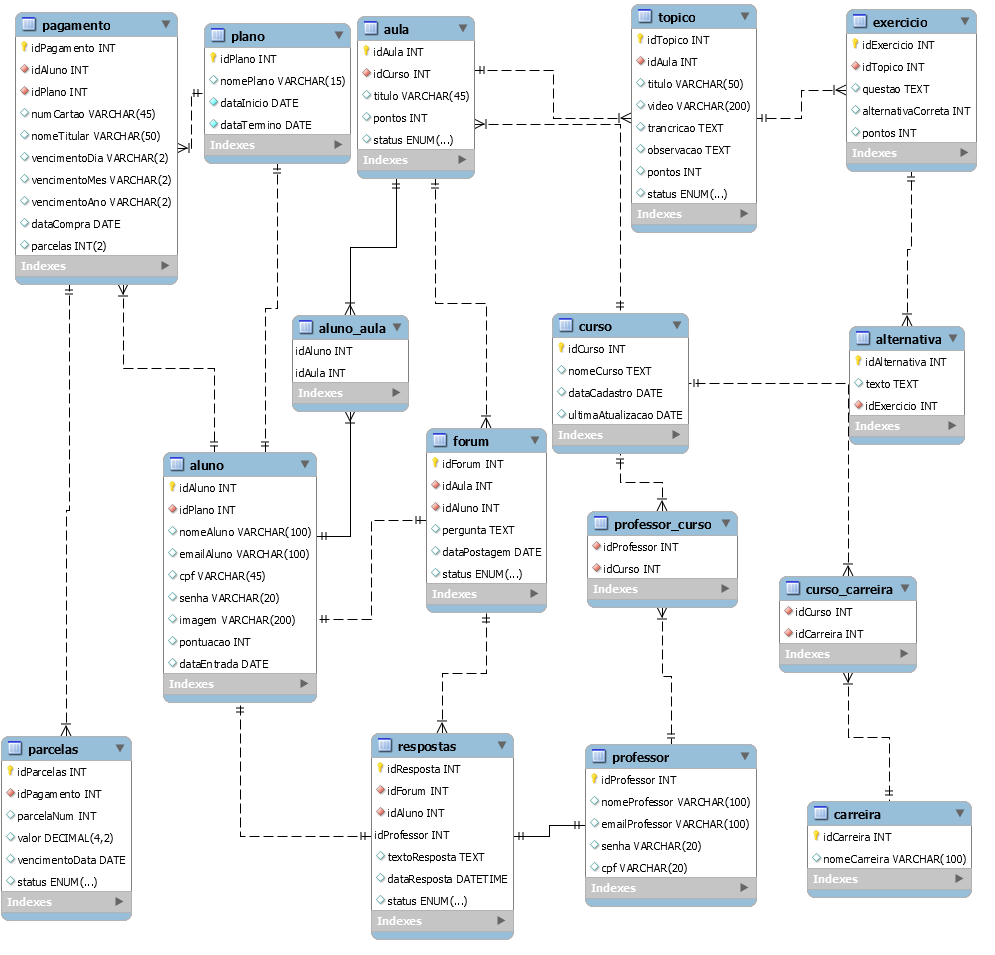 pagamento
idPagamento INT
idAluno INT
idPlano INT
numCartao VARCHAR(45)
nomeTitular VARCHAR(50)
vencimentoDia VARCHAR(2)
vencimentoMes VARCHAR(2)
vencimentoAno VARCHAR(2)
dataCompra DATE
parcelas INT(2)
Indexes
plano
idPlano INT
nomePlano VARCHAR(15)
dataInicio DATE
dataTermino DATE
Indexes
aula
idAula INT
idCurso INT
titulo VARCHAR(45)
pontos INT
status ENUM(...)
Indexes
topico
idTopico INT
idAula INT
titulo VARCHAR(50)
video VARCHAR(200)
trancricao TEXT
observacao TEXT
pontos INT
status ENUM(...)
Indexes
exercicio
idExercicio INT
idTopico INT
questao TEXT
alternativaCorreta INT
pontos INT
Indexes
aluno_aula
idAluno INT
idAula INT
Indexes
curso
idCurso INT
nomeCurso TEXT
dataCadastro DATE
ultimaAtualizacao DATE
Indexes
alternativa
idAlternativa INT
texto TEXT
idExercicio INT
Indexes
aluno
idAluno INT
idPlano INT
nomeAluno VARCHAR(100)
emailAluno VARCHAR(100)
cpf VARCHAR(45)
senha VARCHAR(20)
imagem VARCHAR(200)
pontuacao INT
dataEntrada DATE
Indexes
forum
idForum INT
idAula INT
idAluno INT
pergunta TEXT
dataPostagem DATE
status ENUM(...)
Indexes
professor_curso
idProfessor INT
idCurso INT
Indexes
curso_carreira
idCurso INT
idCarreira INT
Indexes
parcelas
idParcelas INT
idPagamento INT
parcelaNum INT
valor DECIMAL(4,2)
vencimentoData DATE
status ENUM(...)
Indexes
respostas
idResposta INT
idForum INT
idAluno INT
idProfessor INT
textoResposta TEXT
dataResposta DATETIME
status ENUM(...)
Indexes
professor
idProfessor INT
nomeProfessor VARCHAR(100)
emailProfessor VARCHAR(100)
senha VARCHAR(20)
cpf VARCHAR(20)
Indexes
carreira
idCarreira INT
nomeCarreira VARCHAR(100)
Indexes